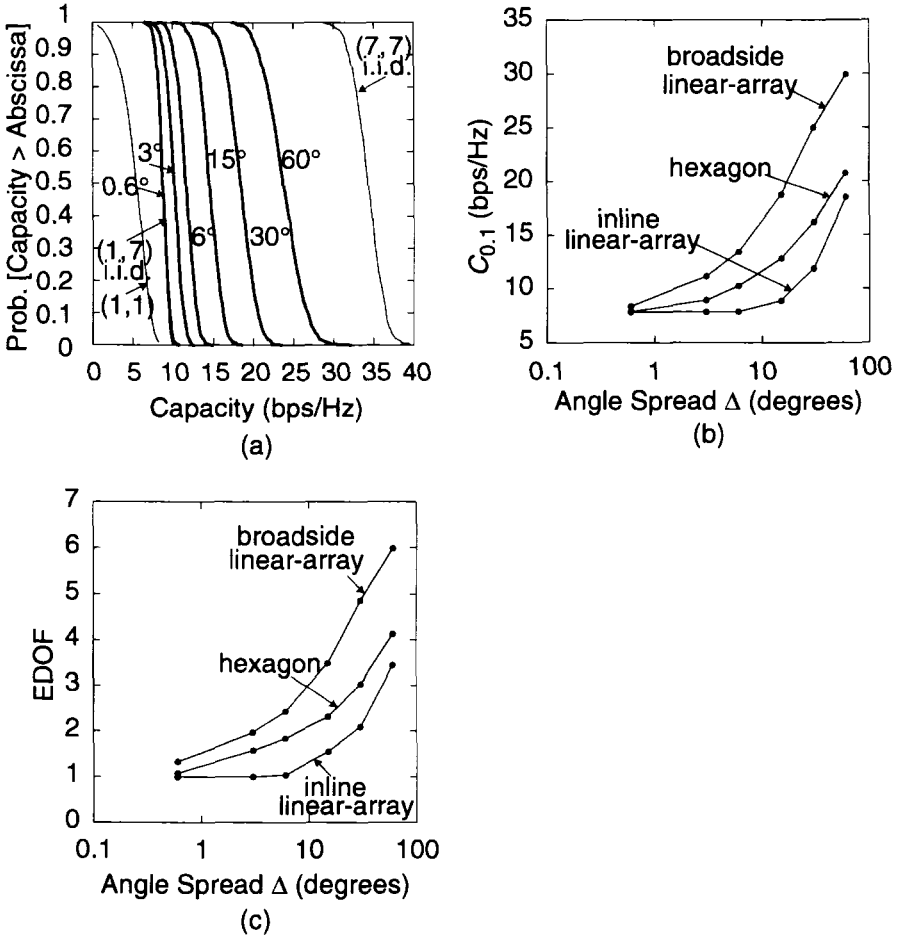 Prob. [Capacity > Abscissa]
1
0.9
0.8
0.7
0.6
0.5
0.4
0.3
0.2
0.1
0
(7,7)
i.i.d.
3°
15°
60°
0.6°
6°
30°
(1,7)
i.i.d.
(1,1)
0 5 10 15 20 25 30 35 40
Capacity (bps/Hz)
(a)
C0.1 (bps/Hz)
35
30
25
20
15
10
5
broadside
linear-array
hexagon
inline
linear-array
0.1 1 10 100
Angle Spread Δ (degrees)
(b)
EDOF
7
6
5
4
3
2
1
0
broadside
linear-array
hexagon
inline
linear-array
0.1 1 10 100
Angle Spread Δ (degrees)
(c)